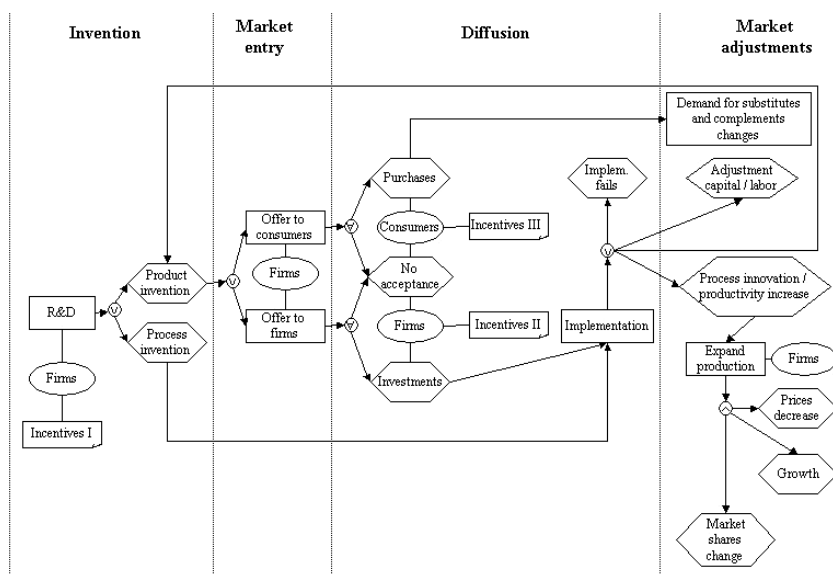 Invention
Market
entry
Diffusion
Market
adjustments
Demand for substitutes
and complements
changes
Purchases
Implem.
fails
Adjustment
capital / labor
Offer to
consumers
∀
Consumers
Incentives III
v
Product
invention
v
Firms
No
acceptance
Process innovation /
productivity increase
R&D
v
Offer to
firms
∀
Firms
Incentives II
Implementation
Process
invention
Expand
production
Firms
Firms
Investments
Prices
decrease
^
Incentives I
Growth
Market
shares
change